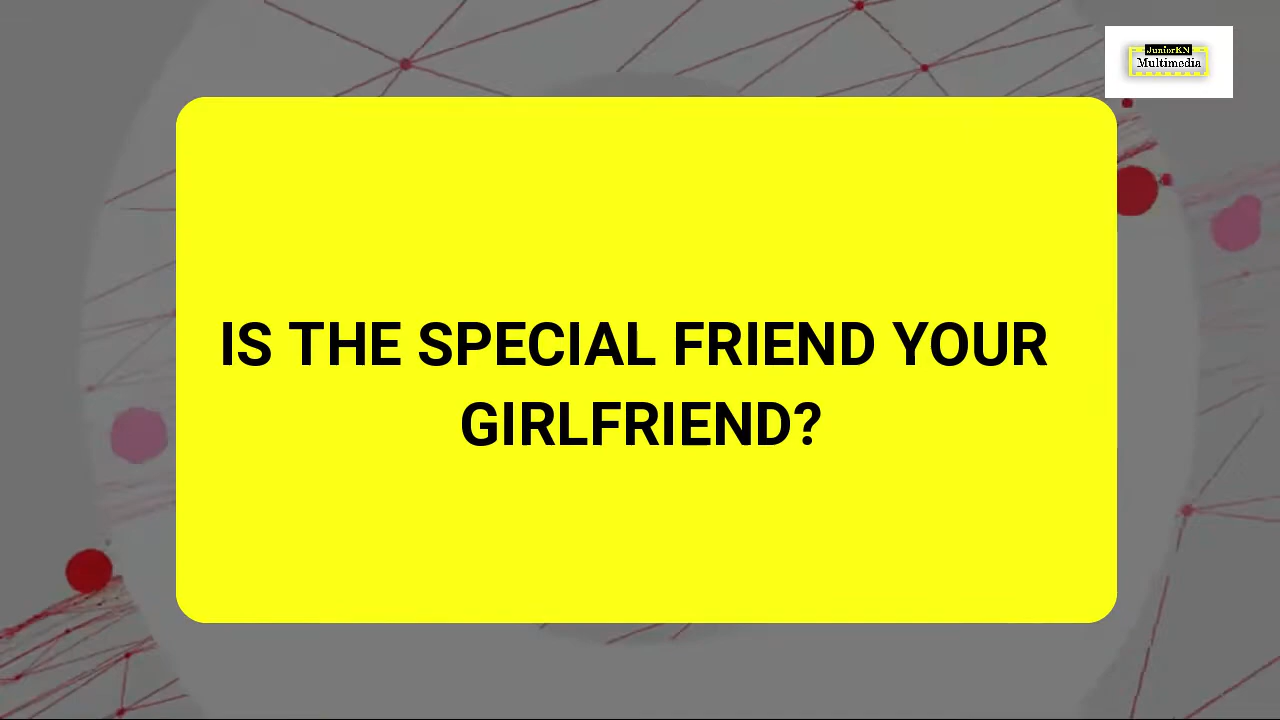 JuniorKN
Multimedia
IS THE SPECIAL FRIEND YOUR
GIRLFRIEND?